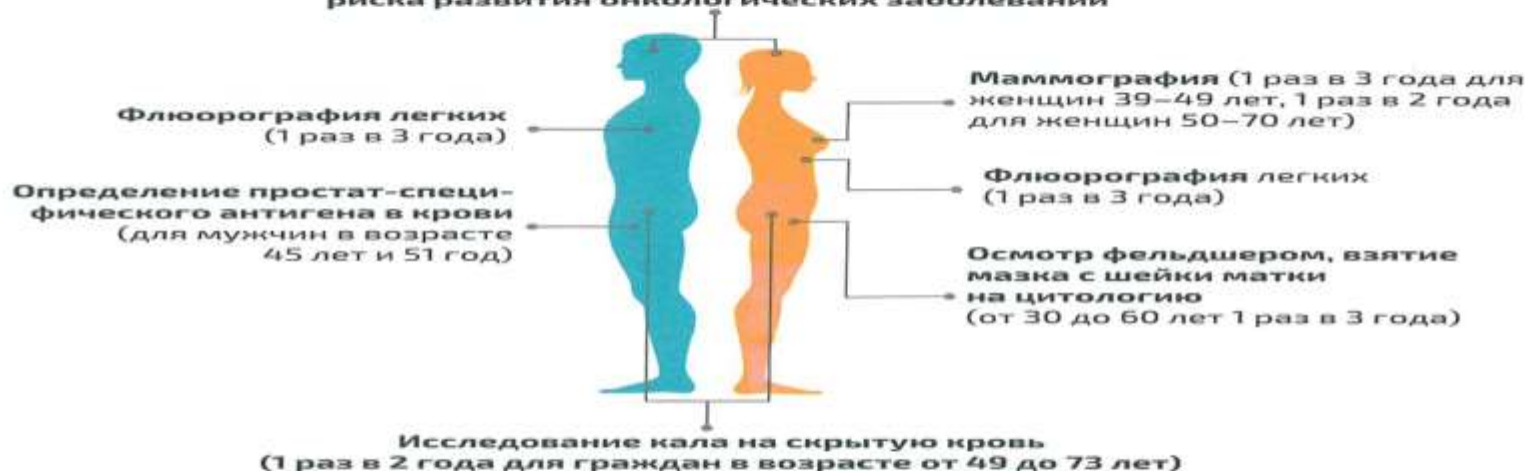 риска развития онкологических заболеваний
Флюорография легких
(1 раз в 3 года)
Определение простат-специ-
фического антигена в крови
(для мужчин в возрасте
45 лет и 51 год)
Маммография (1 раз в 3 года для
женщин 39–49 лет, 1 раз в 2 года
для женщин 50–70 лет)
Флюорография легких
(1 раз в 3 года)
Осмотр фельдшером, взятие
мазка с шейки матки
на цитологию
(от 30 до 60 лет 1 раз в 3 года)
Исследование кала на скрытую кровь
(1 раз в 2 года для граждан в возрасте от 49 до 73 лет)